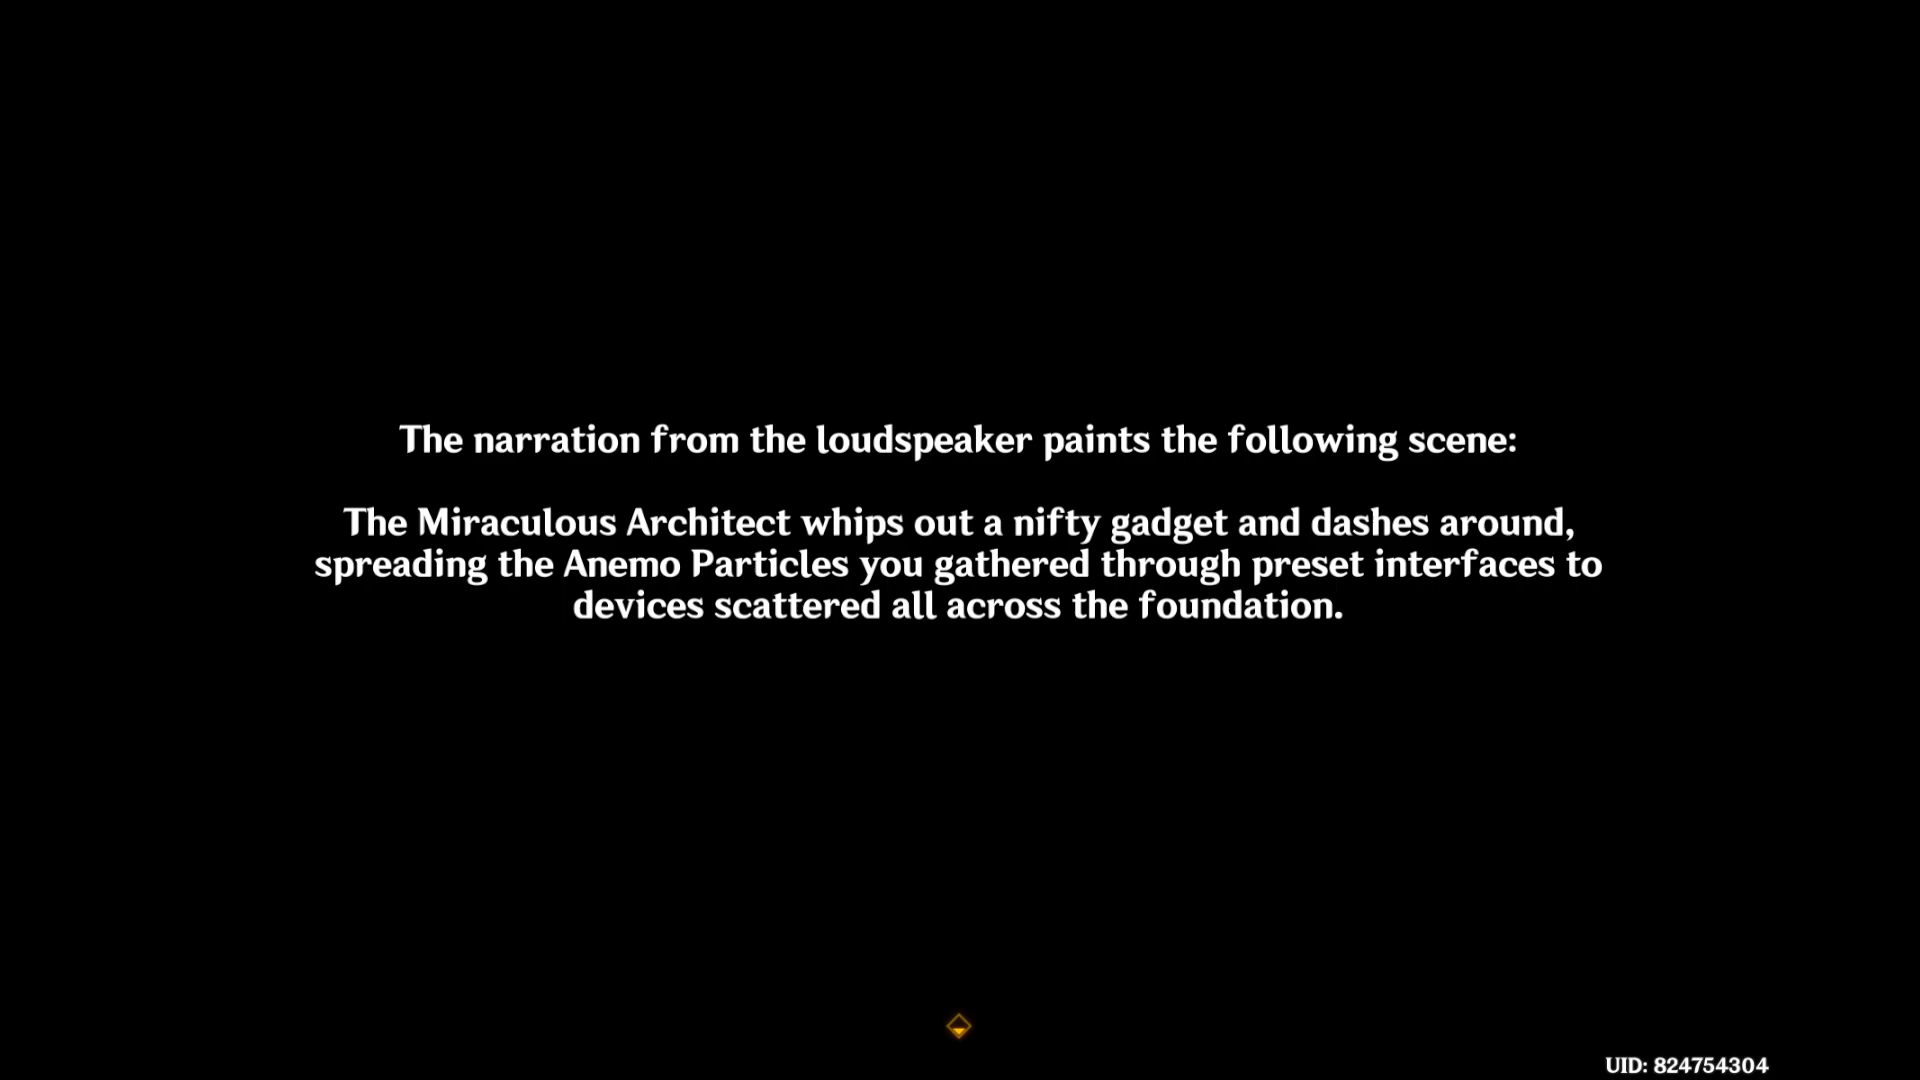 The narration from the loudspeaker paints the following scene:
The Miraculous Architect whips out a nifty gadget and dashes around,
spreading the Anemo Particles you gathered through preset interfaces to
devices scattered all across the foundation.
UID: 824754304